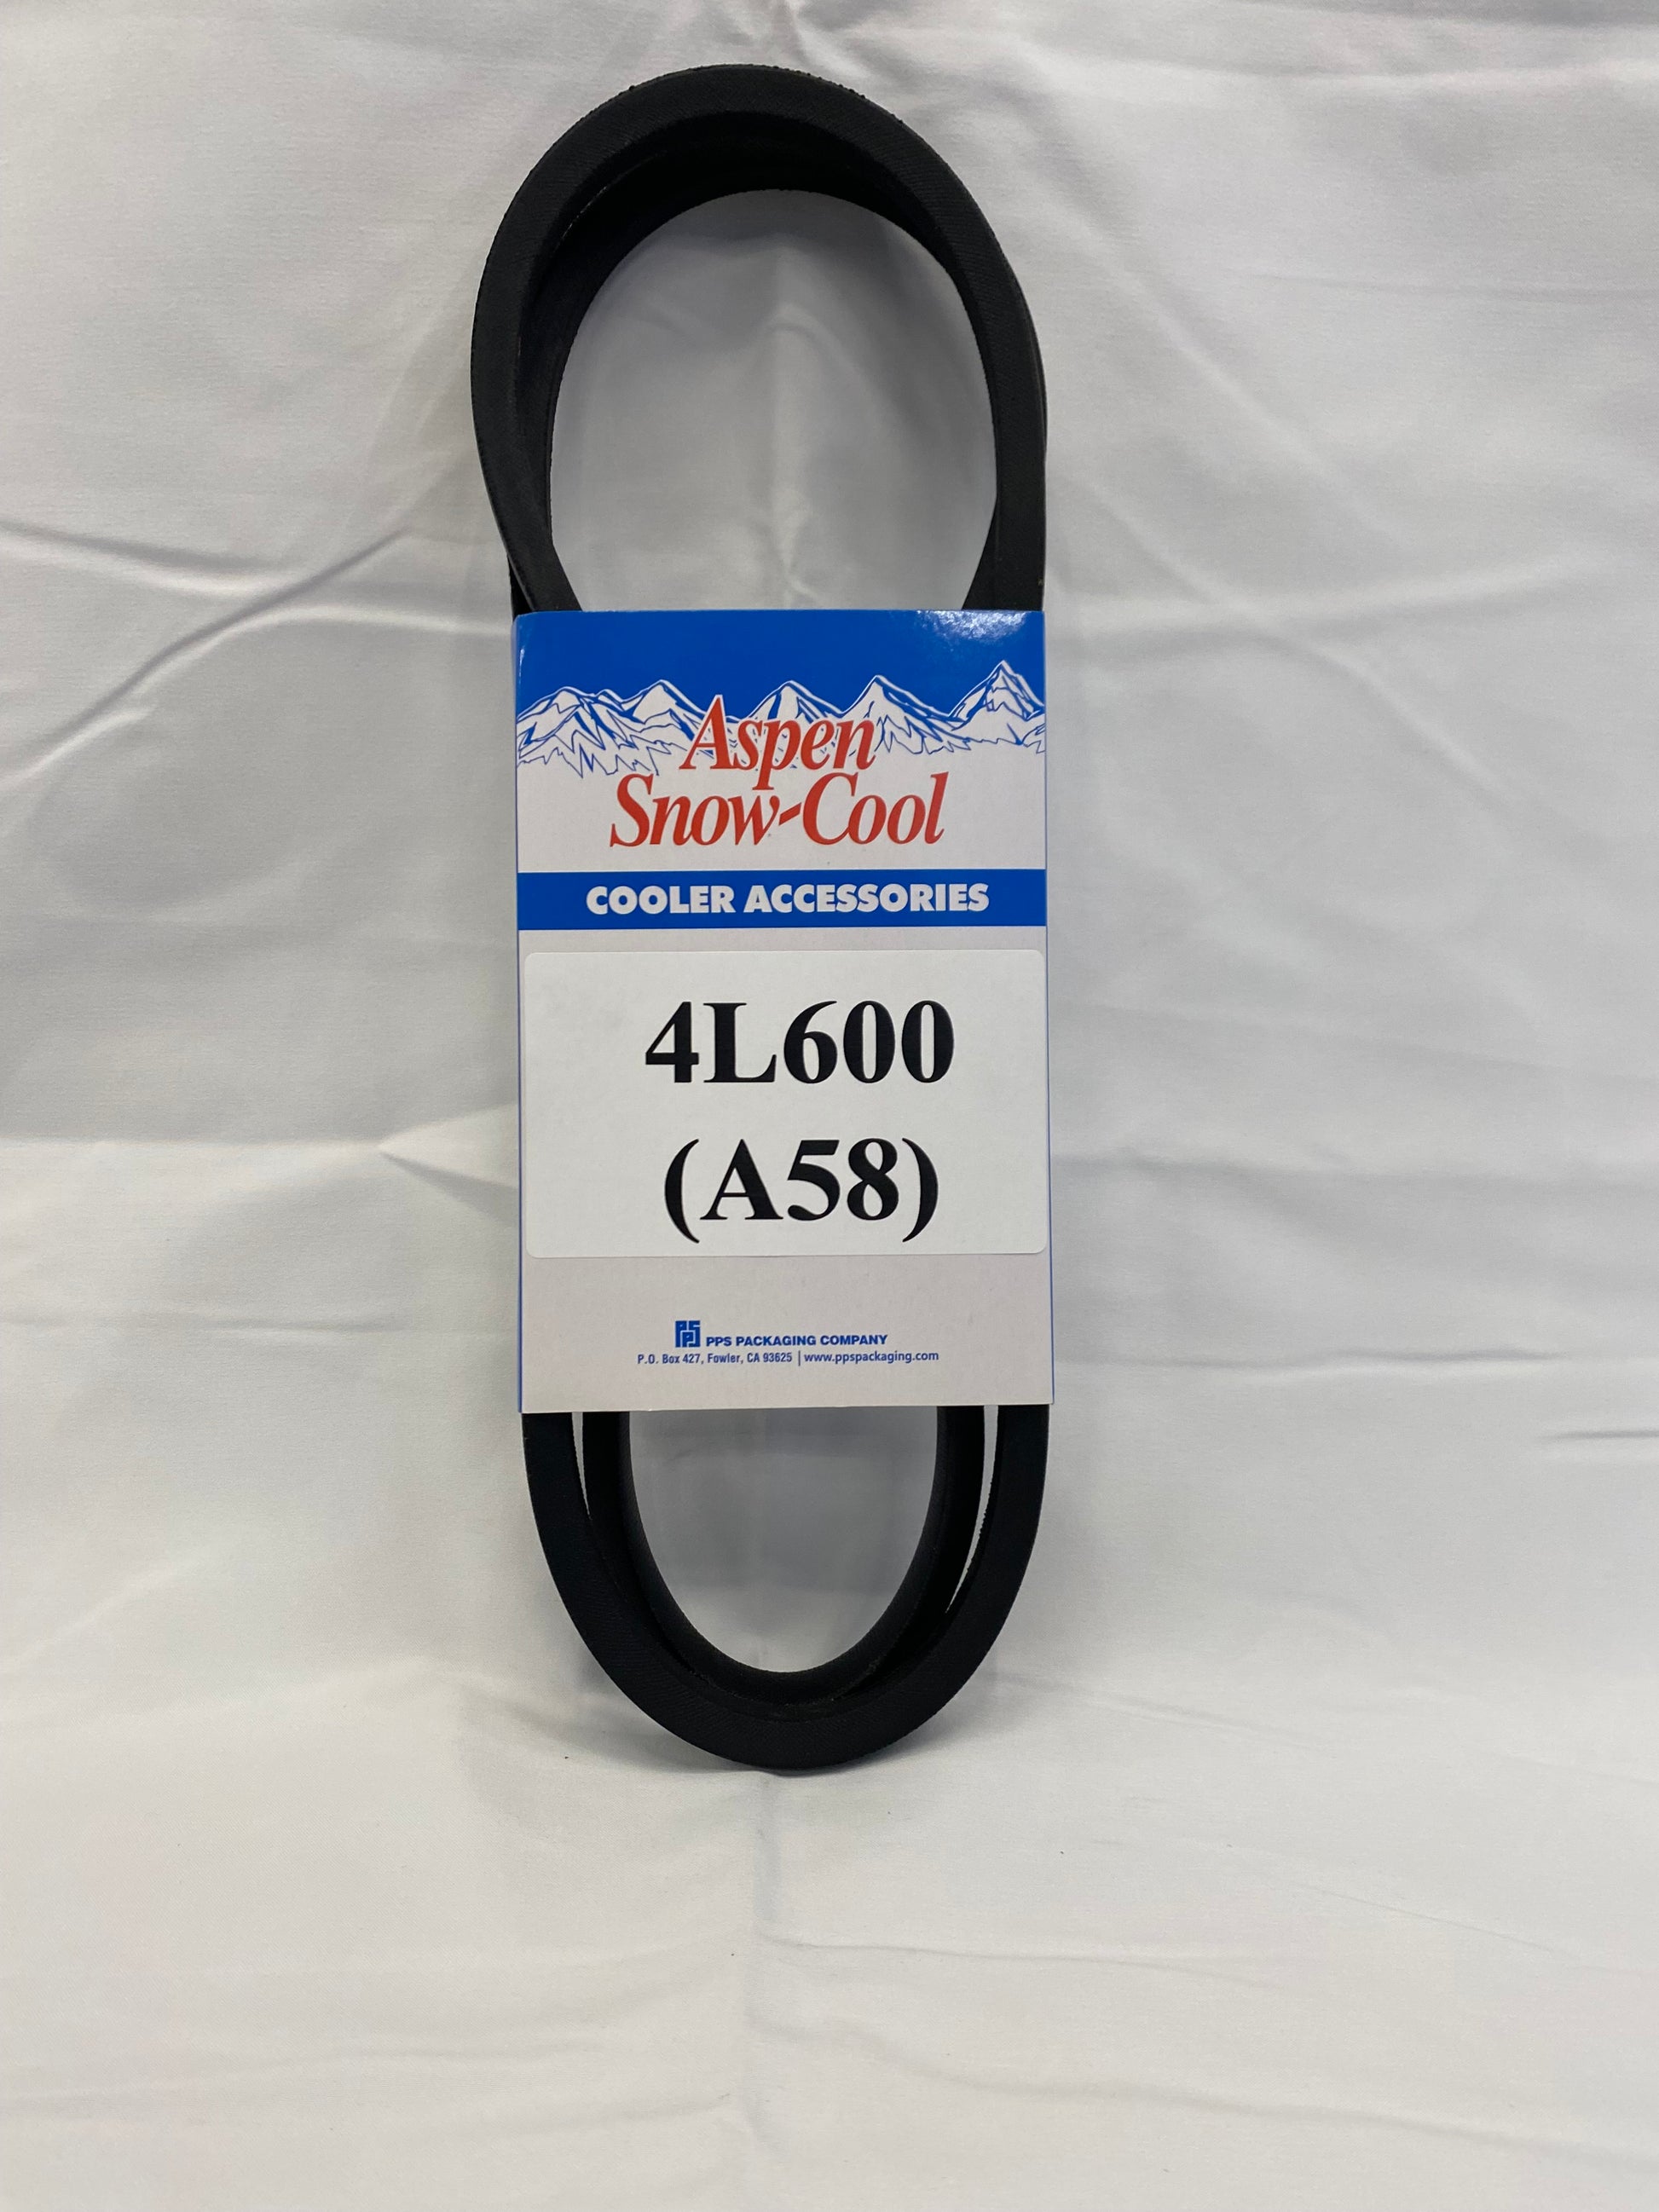 Aspen
Snow-Cool
COOLER ACCESSORIES
4L600
(A58)
PPS PACKAGING COMPANY
P.O. Box 427, Fowler, CA 93625 | www.ppspackaging.com